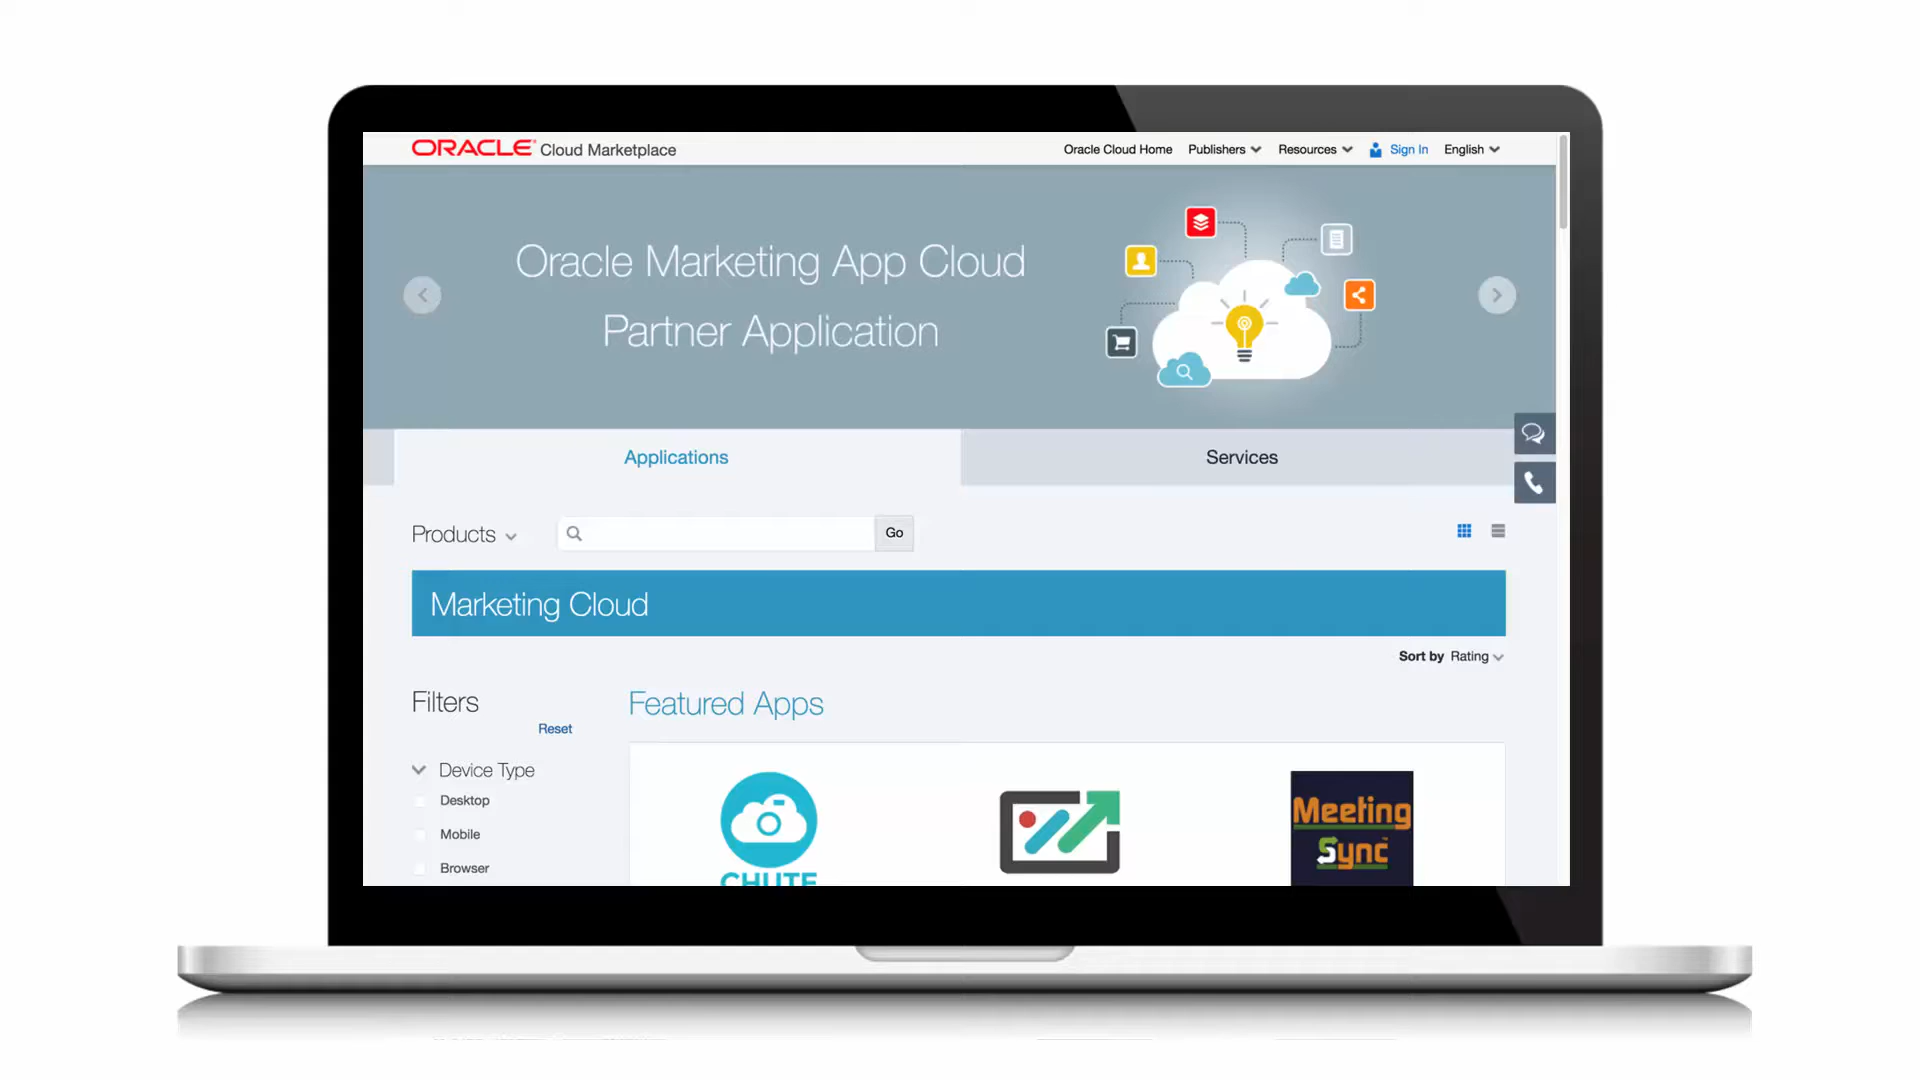 ORACLE Cloud Marketplace
Oracle Cloud Home Publishers Resources Sign In English
Oracle Marketing App Cloud
Partner Application
Applications
Services
Products
Go
Marketing Cloud
Sort by Rating
Filters
Reset
Featured Apps
Device Type
Desktop
Mobile
Browser
CHUTE
Meeting
Sync